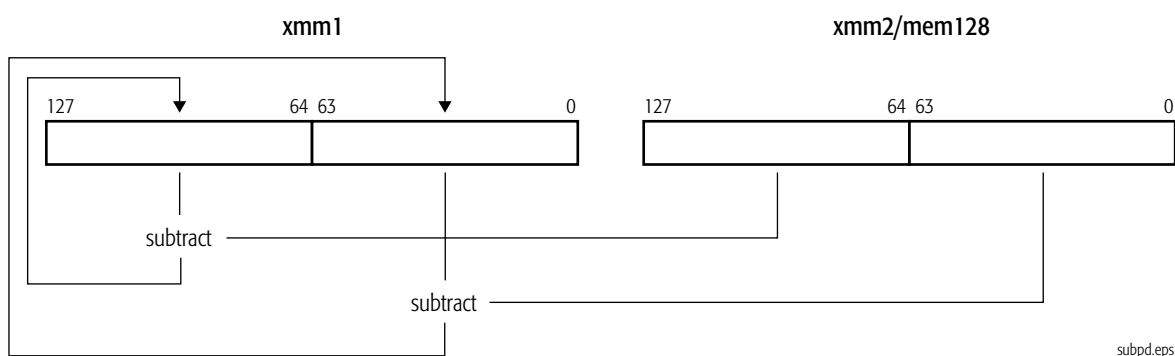 xmm1 xmm2/mem128
127 64 63 0 127 64 63 0
subtract
subtract
subpd.eps